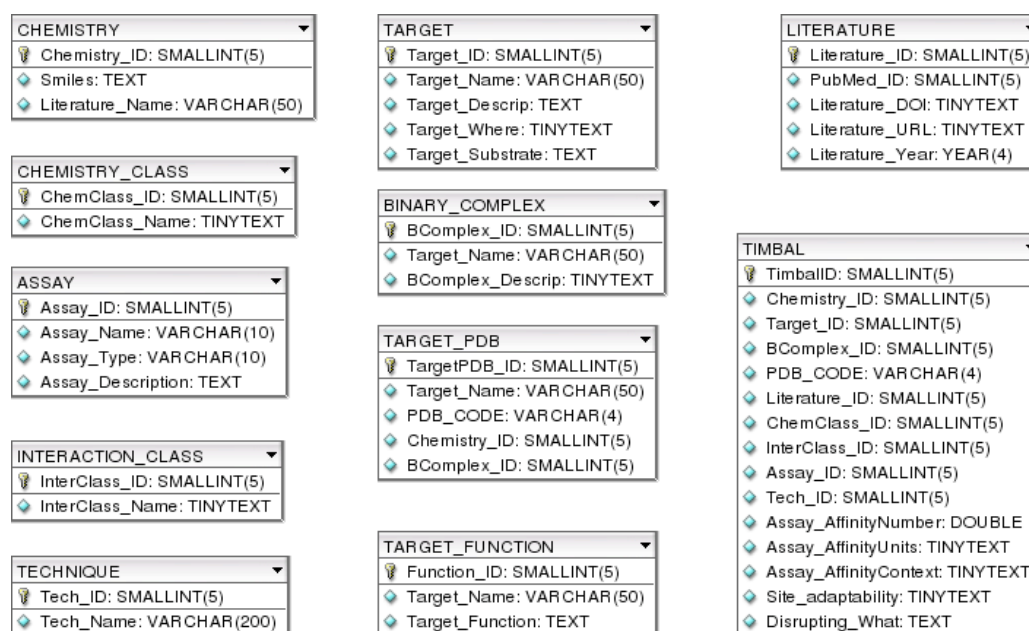 CHEMISTRY
Chemistry_ID: SMALLINT(5)
Smiles: TEXT
Literature_Name: VARCHAR(50)
CHEMISTRY_CLASS
ChemClass_ID: SMALLINT(5)
ChemClass_Name: TINYTEXT
ASSAY
Assay_ID: SMALLINT(5)
Assay_Name: VARCHAR(10)
Assay_Type: VARCHAR(10)
Assay_Description: TEXT
INTERACTION_CLASS
InterClass_ID: SMALLINT(5)
InterClass_Name: TINYTEXT
TECHNIQUE
Tech_ID: SMALLINT(5)
Tech_Name: VARCHAR(200)
TARGET
Target_ID: SMALLINT(5)
Target_Name: VARCHAR(50)
Target_Descrip: TEXT
Target_Where: TINYTEXT
Target_Substrate: TEXT
BINARY_COMPLEX
BComplex_ID: SMALLINT(5)
Target_Name: VARCHAR(50)
BComplex_Descrip: TINYTEXT
TARGET_PDB
TargetPDB_ID: SMALLINT(5)
Target_Name: VARCHAR(50)
PDB_CODE: VARCHAR(4)
Chemistry_ID: SMALLINT(5)
BComplex_ID: SMALLINT(5)
TARGET_FUNCTION
Function_ID: SMALLINT(5)
Target_Name: VARCHAR(50)
Target_Function: TEXT
LITERATURE
Literature_ID: SMALLINT(5)
PubMed_ID: SMALLINT(5)
Literature_DOI: TINYTEXT
Literature_URL: TINYTEXT
Literature_Year: YEAR(4)
TIMBAL
TimbalID: SMALLINT(5)
Chemistry_ID: SMALLINT(5)
Target_ID: SMALLINT(5)
BComplex_ID: SMALLINT(5)
PDB_CODE: VARCHAR(4)
Literature_ID: SMALLINT(5)
ChemClass_ID: SMALLINT(5)
InterClass_ID: SMALLINT(5)
Assay_ID: SMALLINT(5)
Tech_ID: SMALLINT(5)
Assay_AffinityNumber: DOUBLE
Assay_AffinityUnits: TINYTEXT
Assay_AffinityContext: TINYTEXT
Site_adaptability: TINYTEXT
Disrupting_What: TEXT